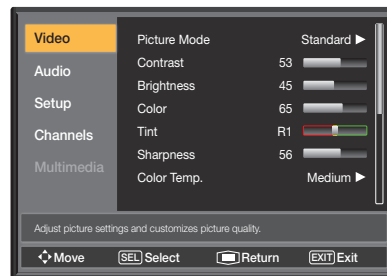 Video
Audio
Setup
Channels
Multimedia
Picture Mode Standard ▶
Contrast 53
Brightness 45
Color 65
Tint R1
Sharpness 56
Color Temp. Medium ▶
Adjust picture settings and customizes picture quality.
Move SEL Select Return EXIT Exit